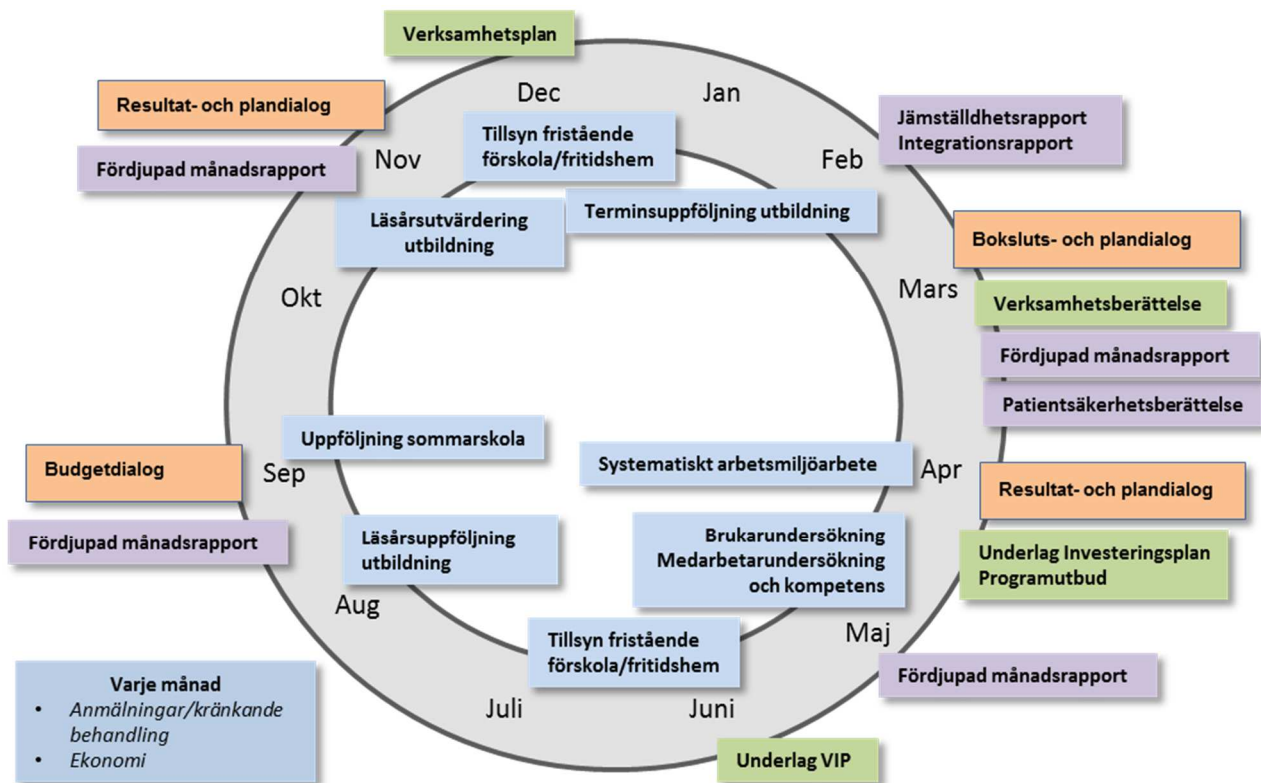 Verksamhetsplan
Dec
Jan
Resultat- och plandialog
Nov
Fördjupad månadsrapport
Tillsyn fristående
förskola/fritidshem
Feb
Jämställdhetsrapport
Integrationsrapport
Läsårsutvärdering
utbildning
Terminsuppföljning utbildning
Boksluts- och plandialog
Okt
Mars
Verksamhetsberättelse
Fördjupad månadsrapport
Patientsäkerhetsberättelse
Uppföljning sommarskola
Systematiskt arbetsmiljöarbete
Budgetdialog
Sep
Apr
Resultat- och plandialog
Fördjupad månadsrapport
Läsårsuppföljning
utbildning
Brukarundersökning
Medarbetarundersökning
och kompetens
Underlag Investeringsplan
Programutbud
Aug
Maj
Tillsyn fristående
förskola/fritidshem
Fördjupad månadsrapport
Varje månad
• Anmälningar/kränkande
behandling
• Ekonomi
Juli
Juni
Underlag VIP